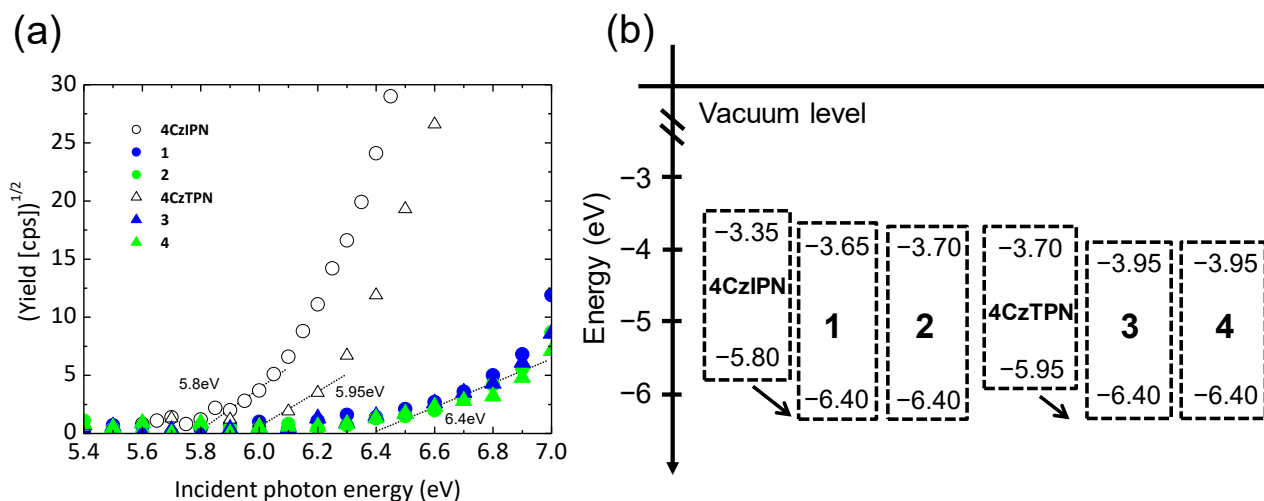 (a)
(Yield [cps])^1/2
30
25
20
15
10
5
0
4CzIPN
1
2
4CzTPN
3
4
5.8eV
5.95eV
6.4eV
5.4 5.6 5.8 6.0 6.2 6.4 6.6 6.8 7.0
Incident photon energy (eV)
(b)
Vacuum level
Energy (eV)
−3
−4
−5
−6
−3.35 −3.65 −3.70 −3.70 −3.95 −3.95
4CzIPN 1 2 4CzTPN 3 4
−5.80 −6.40 −6.40 −5.95 −6.40 −6.40